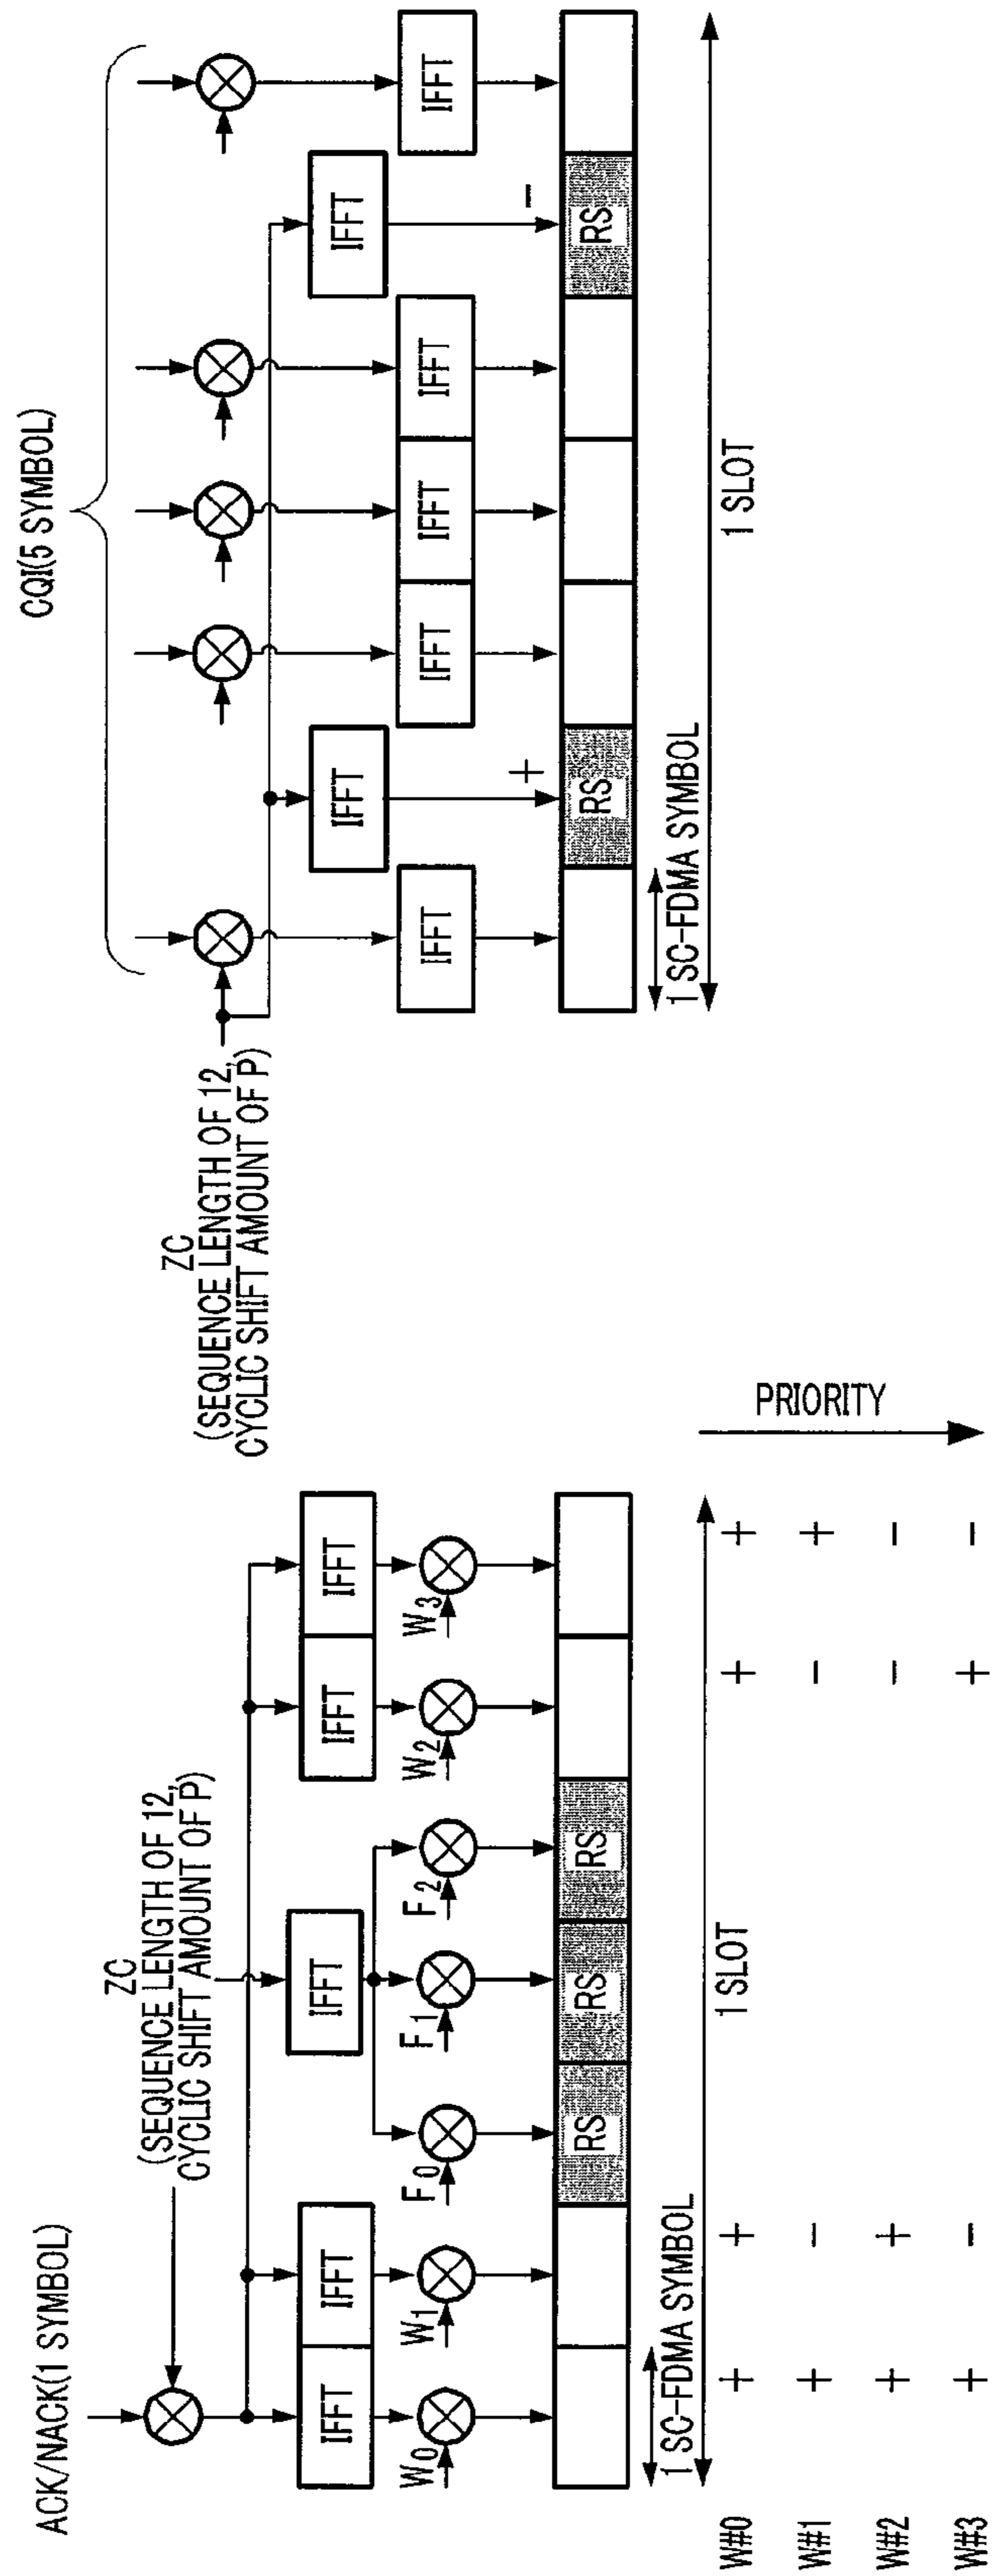 ACK/NACK(1 SYMBOL)
ZC
(SEQUENCE LENGTH OF 12,
CYCLIC SHIFT AMOUNT OF P)
IFFT
IFFT
IFFT
IFFT
IFFT
W0
W1
F0
F1
F2
W2
W3
RS
RS
RS
1 SC-FDMA SYMBOL
1 SLOT
W#0 + + + +
W#1 + - - +
W#2 + + - -
W#3 + - + -
PRIORITY
CQI(5 SYMBOL)
ZC
(SEQUENCE LENGTH OF 12,
CYCLIC SHIFT AMOUNT OF P)
IFFT
IFFT
IFFT
IFFT
IFFT
IFFT
IFFT
+
-
RS
RS
1 SC-FDMA SYMBOL
1 SLOT